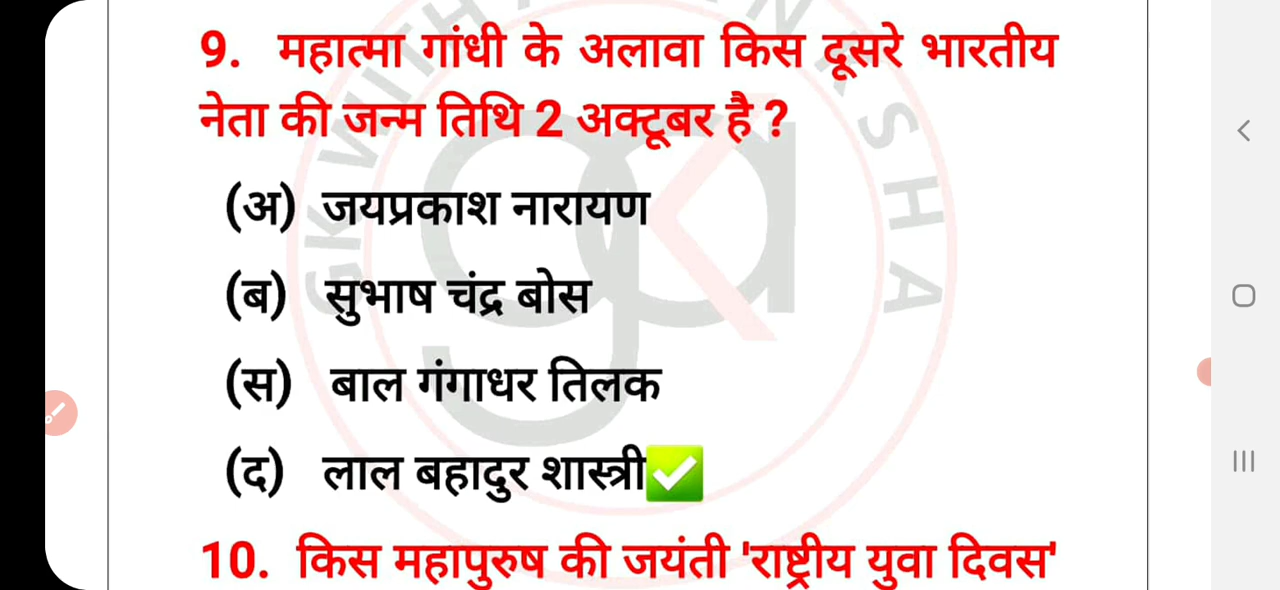 9. महात्मा गांधी के अलावा किस दूसरे भारतीय
नेता की जन्म तिथि 2 अक्टूबर है ?
(अ) जयप्रकाश नारायण
(ब) सुभाष चंद्र बोस
(स) बाल गंगाधर तिलक
(द) लाल बहादुर शास्त्री
10. किस महापुरुष की जयंती 'राष्ट्रीय युवा दिवस'